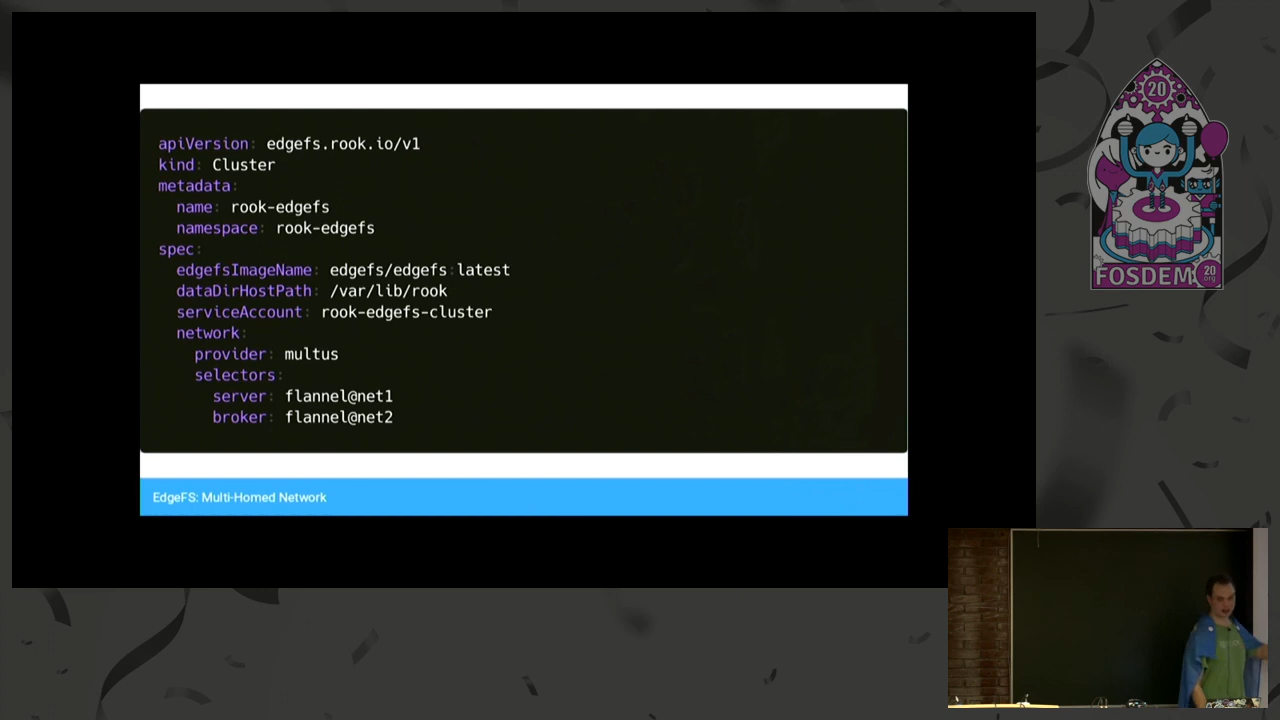 apiVersion: edgefs.rook.io/v1
kind: Cluster
metadata:
  name: rook-edgefs
  namespace: rook-edgefs
spec:
  edgefsImageName: edgefs/edgefs:latest
  dataDirHostPath: /var/lib/rook
  serviceAccount: rook-edgefs-cluster
  network:
    provider: multus
    selectors:
      server: flannel@net1
      broker: flannel@net2
EdgeFS: Multi-Homed Network
20
FOSDEM
20
.org